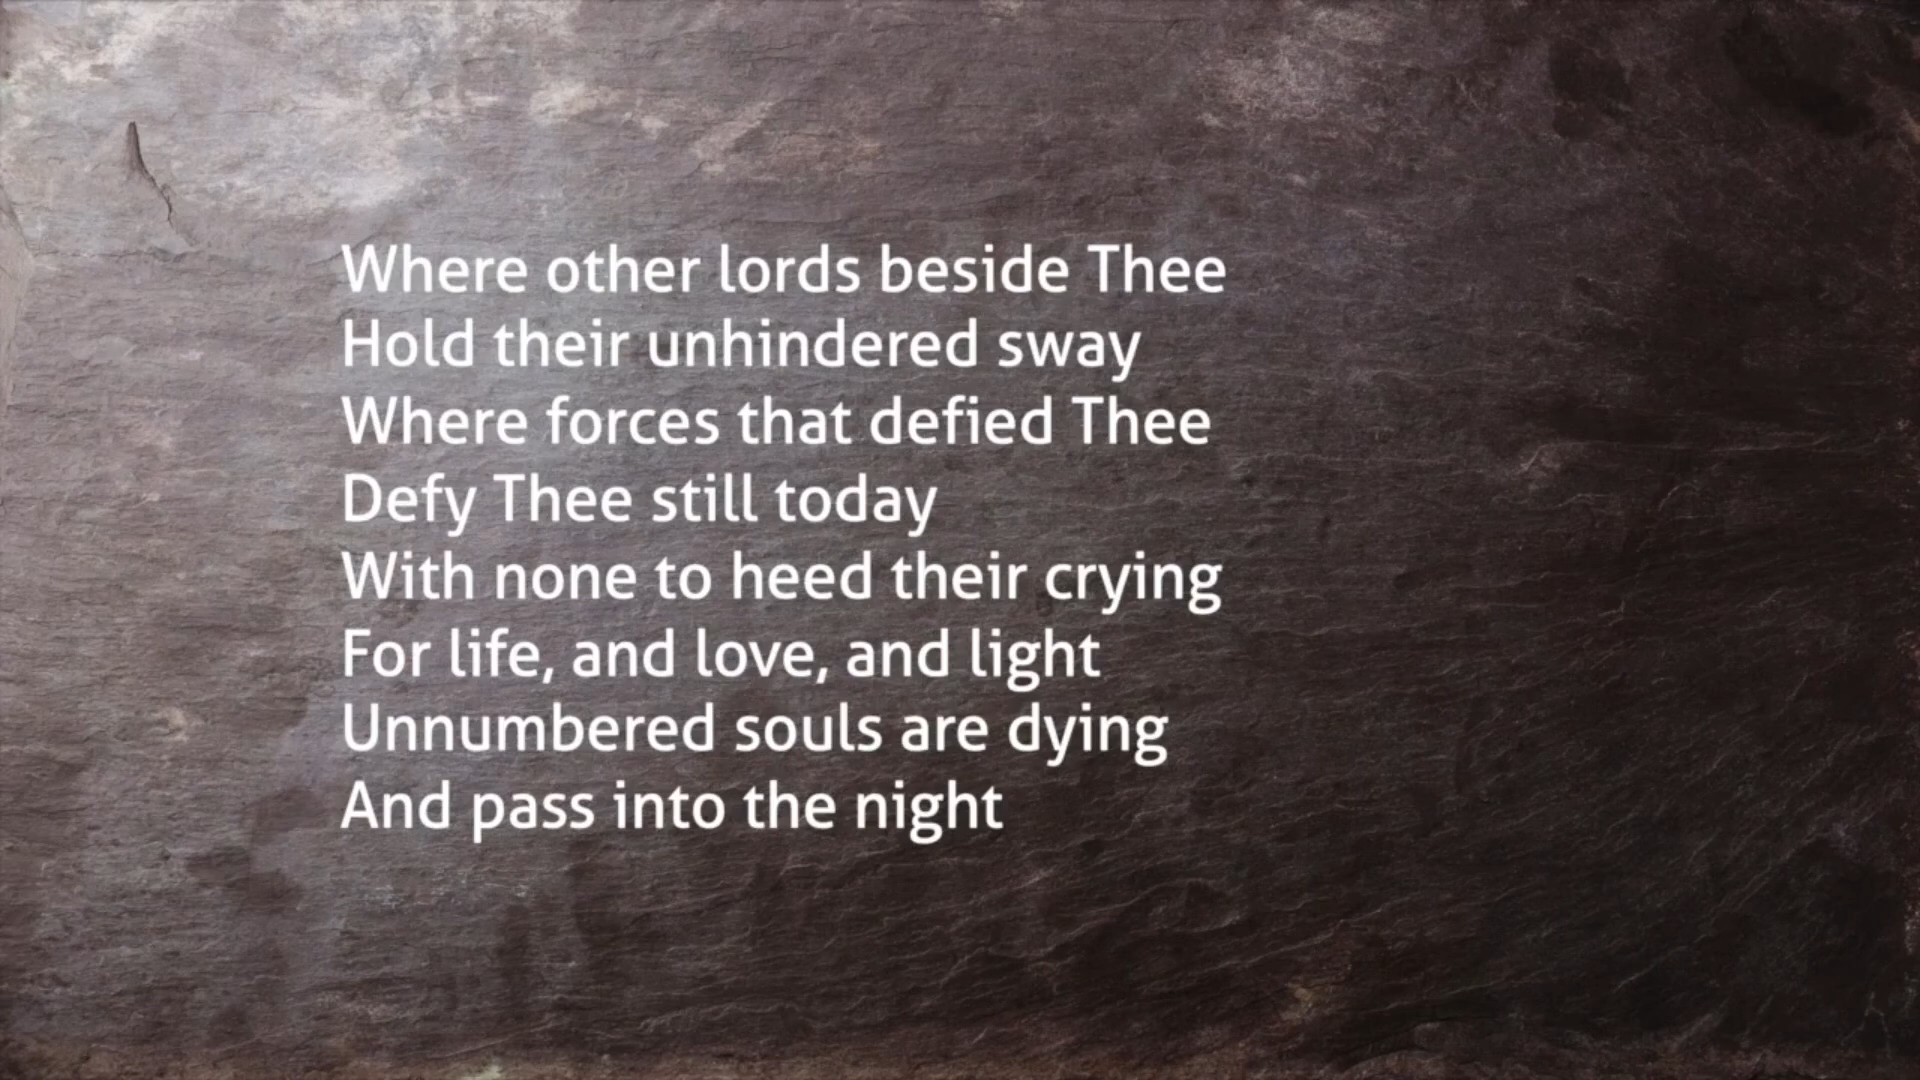 Where other lords beside Thee
Hold their unhindered sway
Where forces that defied Thee
Defy Thee still today
With none to heed their crying
For life, and love, and light
Unnumbered souls are dying
And pass into the night